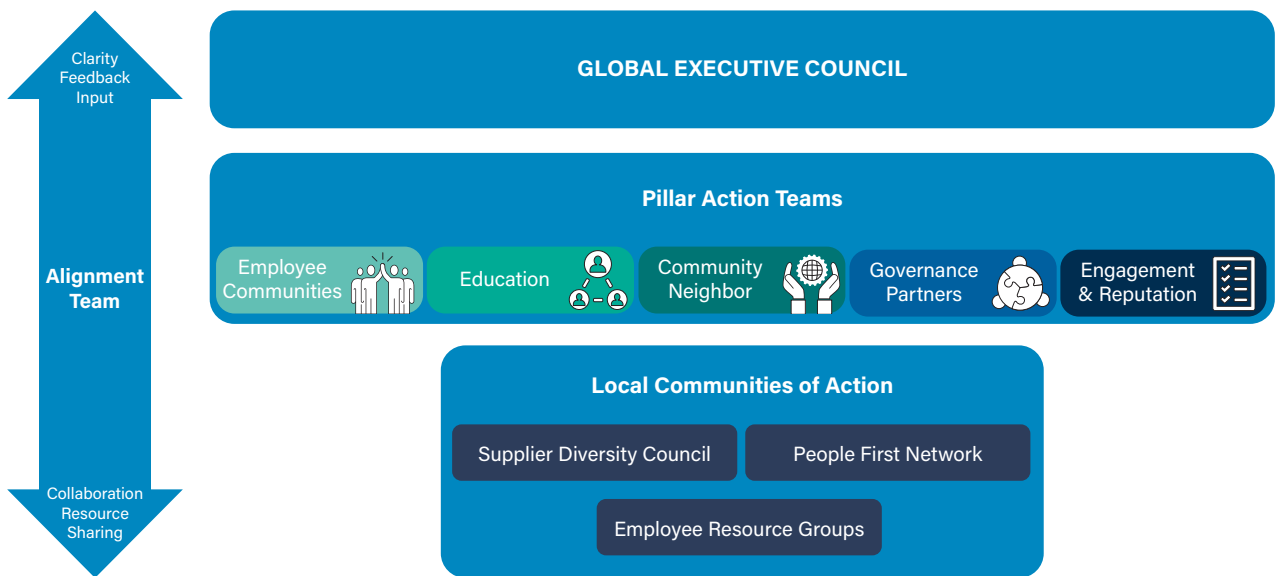 Clarity
Feedback
Input
Alignment
Team
Collaboration
Resource
Sharing
GLOBAL EXECUTIVE COUNCIL
Pillar Action Teams
Employee
Communities
Education
Community
Neighbor
Governance
Partners
Engagement
& Reputation
Local Communities of Action
Supplier Diversity Council
People First Network
Employee Resource Groups